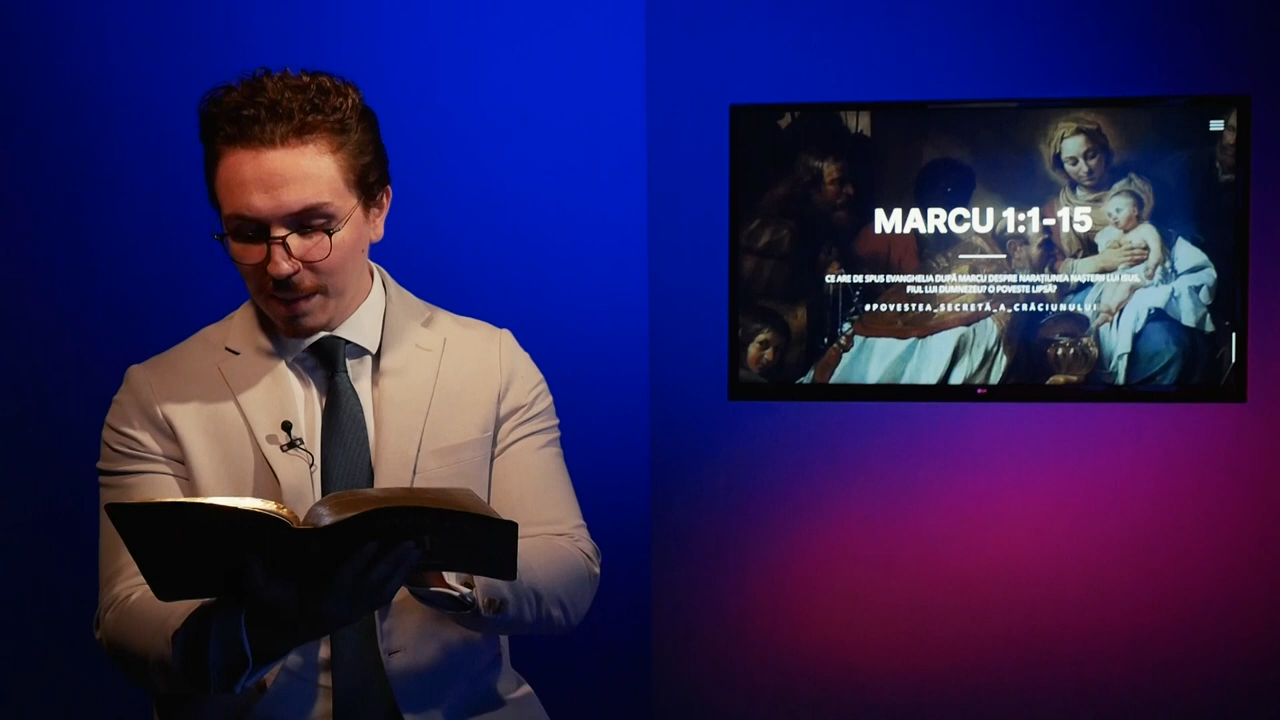 MARCU 1:1-15
CE ARE DE SPUS EVANGHELIA DUPĂ MARCU DESPRE NARAȚIUNEA NAȘTERII LUI ISUS,
FIUL LUI DUMNEZEU? O POVESTE LIPSĂ?
#POVESTEA_SECRETĂ_A_CRĂCIUNULUI
LG